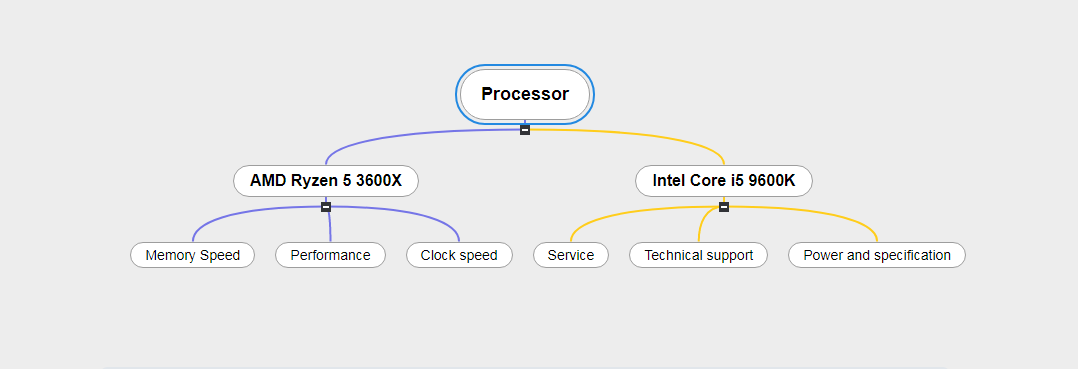 Processor
AMD Ryzen 5 3600X
Intel Core i5 9600K
Memory Speed
Performance
Clock speed
Service
Technical support
Power and specification